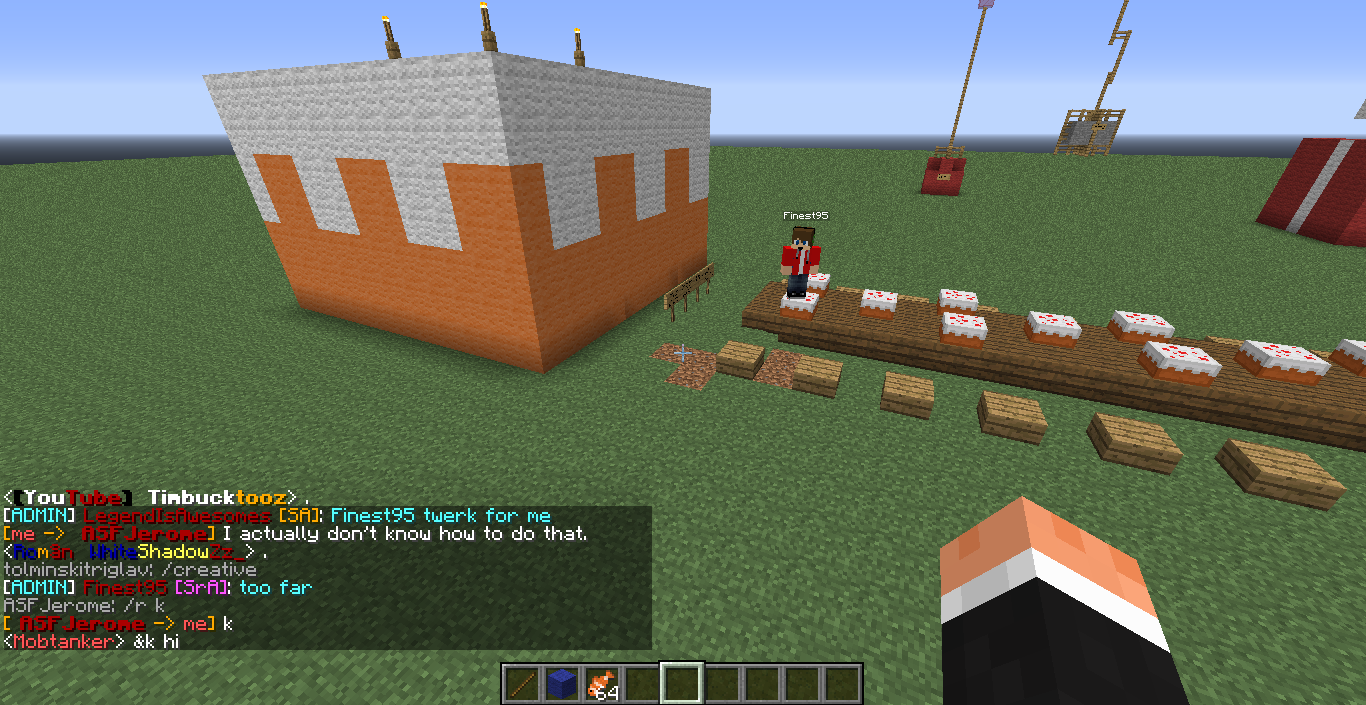 Finest95
<[YouTube] Timbucktooz> .
[ADMIN] LegendIsAwesomes [SA]: Finest95 twerk for me
[me -> ASFJerome] I actually don't know how to do that.
<Român WhiteShadowZz_> .
tolminskitriglav: /creative
[ADMIN] Finest95 [SrA]: too far
ASFJerome: /r k
[ ASFJerome -> me] k
<Mobtanker> &k hi
64